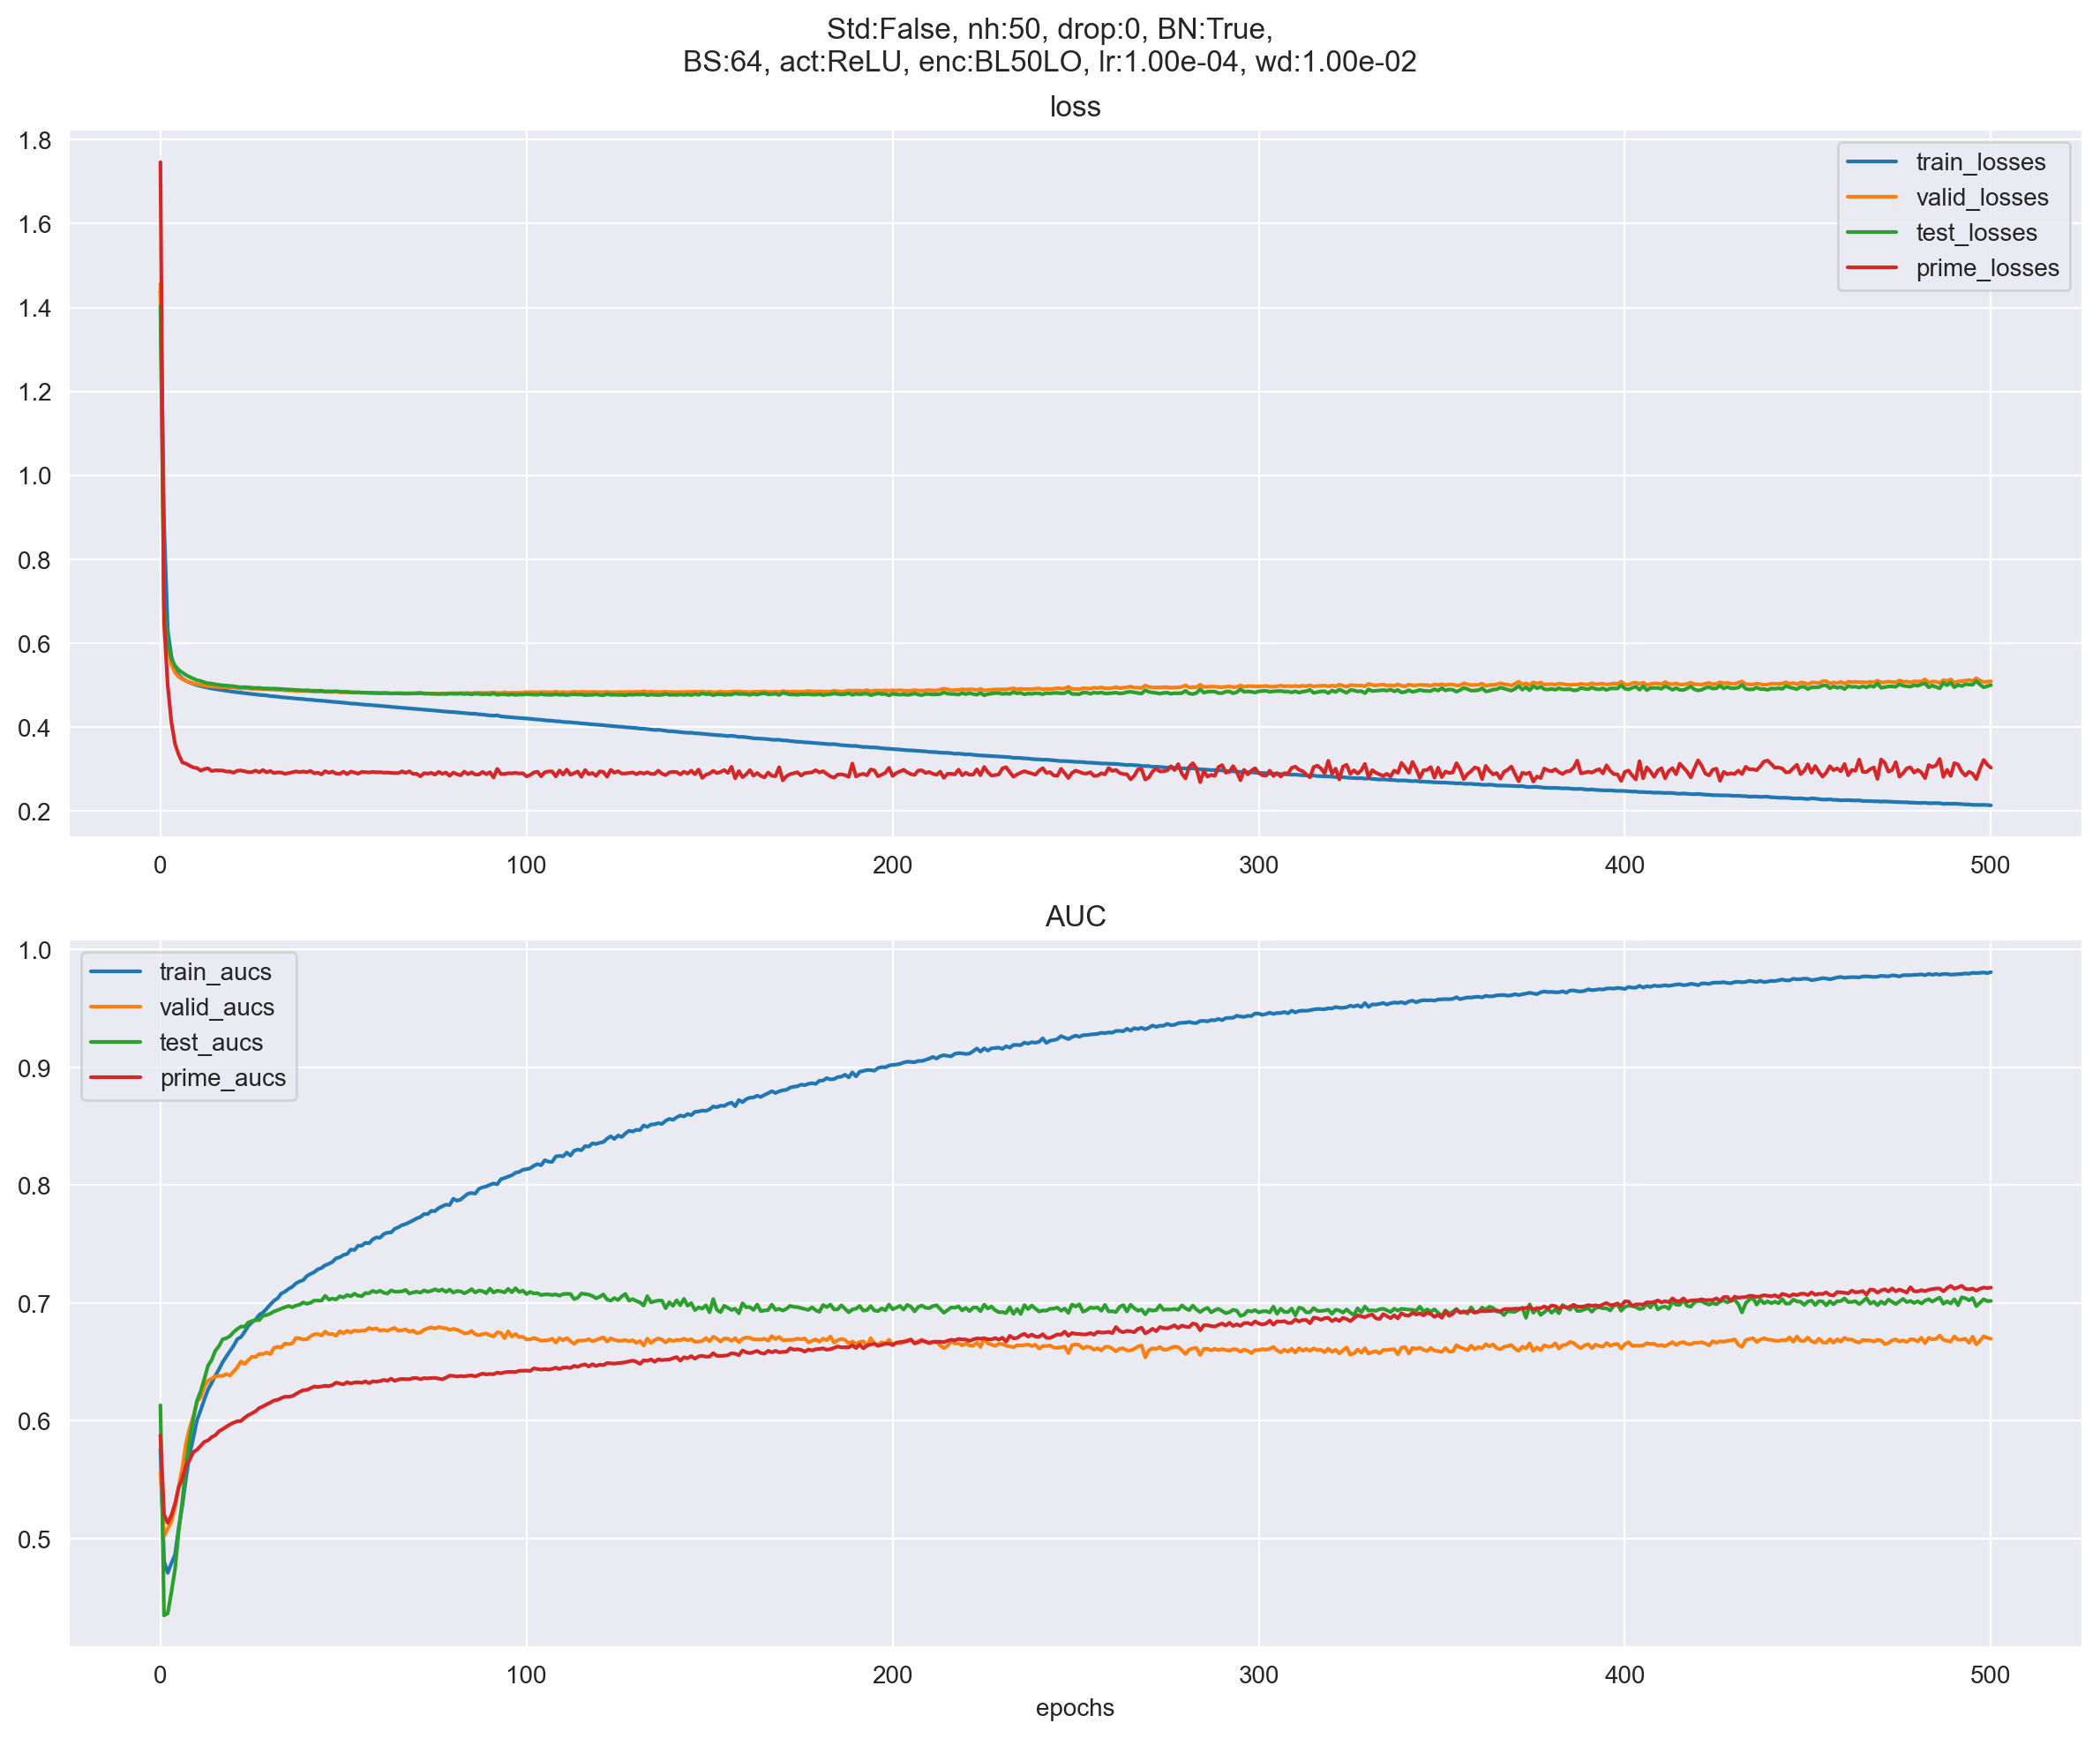 Std:False, nh:50, drop:0, BN:True,
BS:64, act:ReLU, enc:BL50LO, lr:1.00e-04, wd:1.00e-02
loss
1.8
1.6
1.4
1.2
1.0
0.8
0.6
0.4
0.2
train_losses
valid_losses
test_losses
prime_losses
0 100 200 300 400 500
AUC
1.0
0.9
0.8
0.7
0.6
0.5
train_aucs
valid_aucs
test_aucs
prime_aucs
0 100 200 300 400 500
epochs